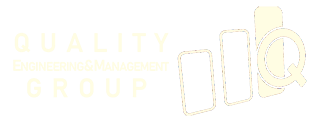 QUALITY
ENGINEERING & MANAGEMENT
GROUP
Q